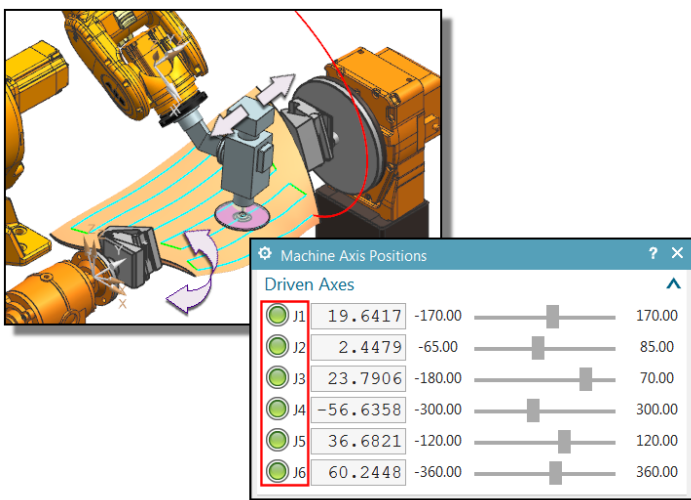 Z
Y
X
Machine Axis Positions ? ×
Driven Axes
J1 19.6417 -170.00 170.00
J2 2.4479 -65.00 85.00
J3 23.7906 -180.00 70.00
J4 -56.6358 -300.00 300.00
J5 36.6821 -120.00 120.00
J6 60.2448 -360.00 360.00